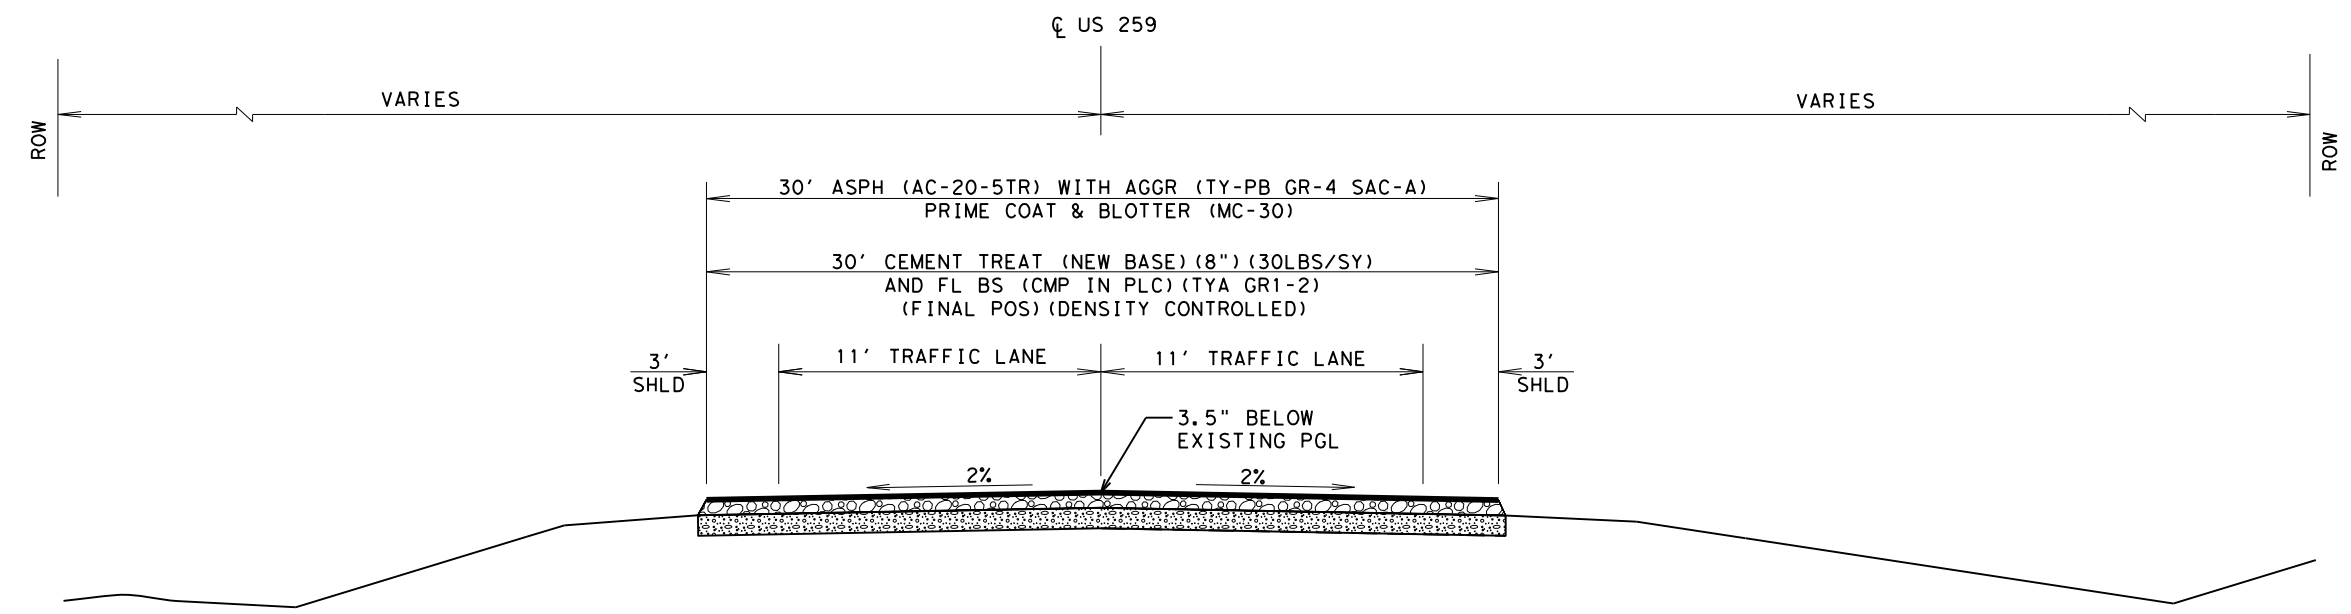 ℄ US 259
VARIES
VARIES
ROW
ROW
30' ASPH (AC-20-5TR) WITH AGGR (TY-PB GR-4 SAC-A)
PRIME COAT & BLOTTER (MC-30)
30' CEMENT TREAT (NEW BASE)(8")(30LBS/SY)
AND FL BS (CMP IN PLC)(TYA GR1-2)
(FINAL POS)(DENSITY CONTROLLED)
3'
SHLD
11' TRAFFIC LANE
11' TRAFFIC LANE
3'
SHLD
3.5" BELOW
EXISTING PGL
2%
2%